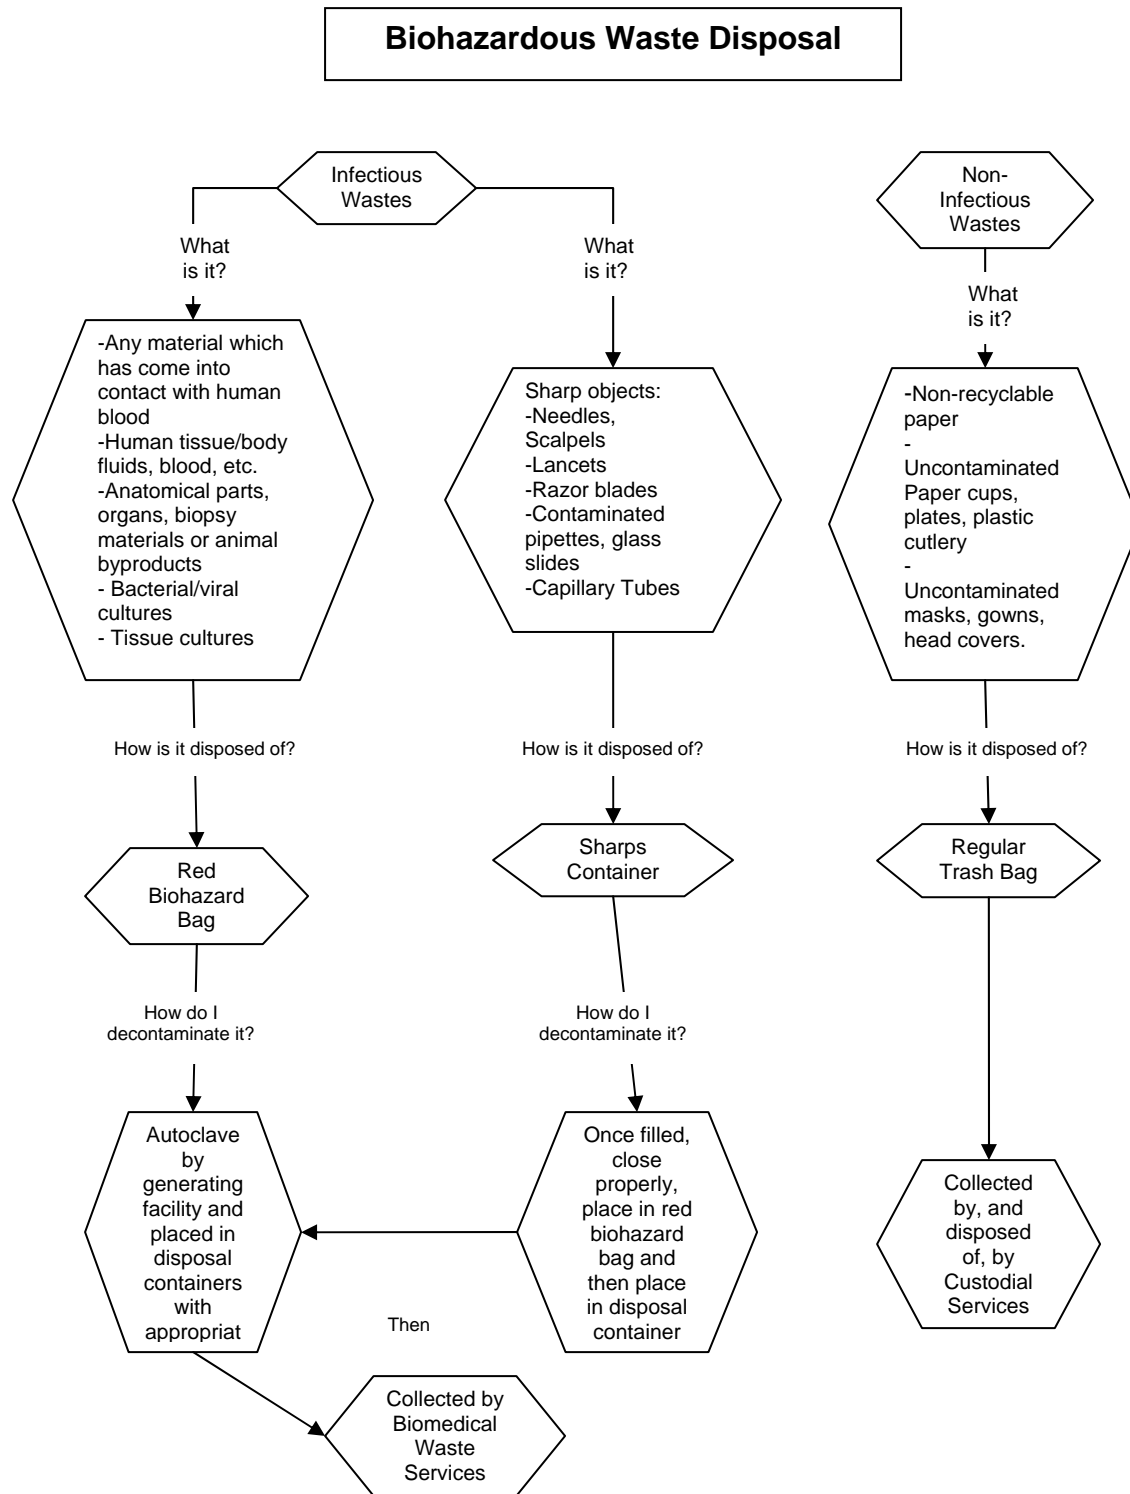 Biohazardous Waste Disposal
Infectious
Wastes
What
is it?
-Any material which
has come into
contact with human
blood
-Human tissue/body
fluids, blood, etc.
-Anatomical parts,
organs, biopsy
materials or animal
byproducts
- Bacterial/viral
cultures
- Tissue cultures
How is it disposed of?
Red
Biohazard
Bag
How do I
decontaminate it?
Autoclave
by
generating
facility and
placed in
disposal
containers
with
appropriat
What
is it?
Sharp objects:
-Needles,
Scalpels
-Lancets
-Razor blades
-Contaminated
pipettes, glass
slides
-Capillary Tubes
How is it disposed of?
Sharps
Container
How do I
decontaminate it?
Once filled,
close
properly,
place in red
biohazard
bag and
then place
in disposal
container
Then
Collected by
Biomedical
Waste
Services
Non-
Infectious
Wastes
What
is it?
-Non-recyclable
paper
-
Uncontaminated
Paper cups,
plates, plastic
cutlery
-
Uncontaminated
masks, gowns,
head covers.
How is it disposed of?
Regular
Trash Bag
Collected
by, and
disposed
of, by
Custodial
Services